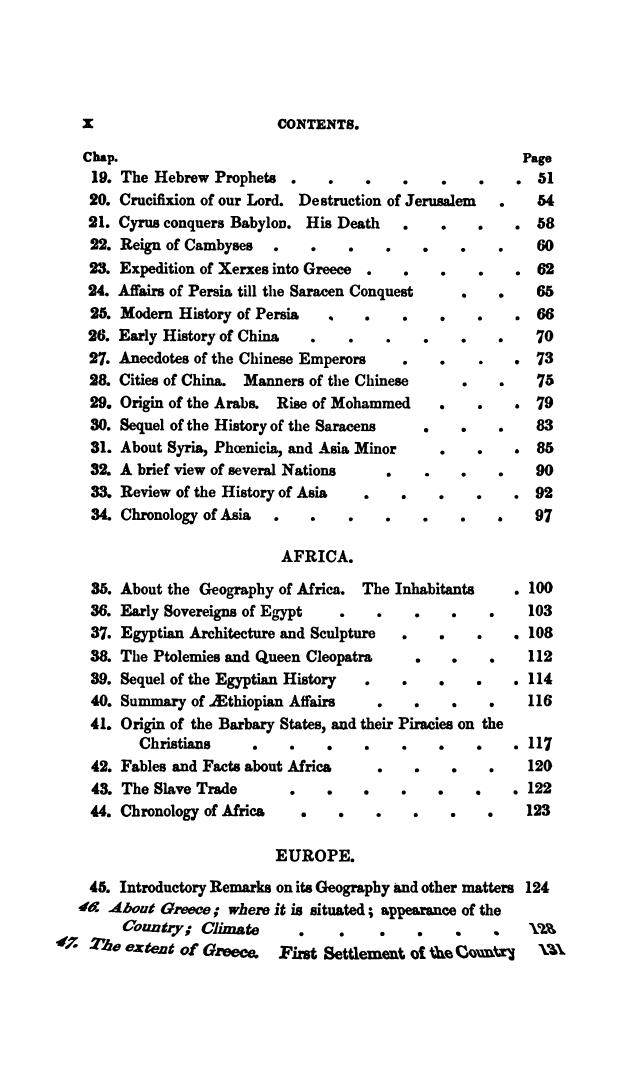 X CONTENTS.
Chap. Page
19. The Hebrew Prophets . . . . . . . 51
20. Crucifixion of our Lord. Destruction of Jerusalem . 54
21. Cyrus conquers Babylon. His Death . . . . 58
22. Reign of Cambyses . . . . . . . 60
23. Expedition of Xerxes into Greece . . . . . 62
24. Affairs of Persia till the Saracen Conquest . . 65
25. Modern History of Persia . . . . . . 66
26. Early History of China . . . . . . 70
27. Anecdotes of the Chinese Emperors . . . . 73
28. Cities of China. Manners of the Chinese . . 75
29. Origin of the Arabs. Rise of Mohammed . . . 79
30. Sequel of the History of the Saracens . . . 83
31. About Syria, Phœnicia, and Asia Minor . . . 85
32. A brief view of several Nations . . . . 90
33. Review of the History of Asia . . . . . 92
34. Chronology of Asia . . . . . . . 97
AFRICA.
35. About the Geography of Africa. The Inhabitants . 100
36. Early Sovereigns of Egypt . . . . . 103
37. Egyptian Architecture and Sculpture . . . . 108
38. The Ptolemies and Queen Cleopatra . . . 112
39. Sequel of the Egyptian History . . . . . 114
40. Summary of Æthiopian Affairs . . . . 116
41. Origin of the Barbary States, and their Piracies on the
Christians . . . . . . . . 117
42. Fables and Facts about Africa . . . . 120
43. The Slave Trade . . . . . . . 122
44. Chronology of Africa . . . . . . 123
EUROPE.
45. Introductory Remarks on its Geography and other matters 124
46. About Greece; where it is situated; appearance of the
Country; Climate . . . . . . 128
47. The extent of Greece. First Settlement of the Country 131